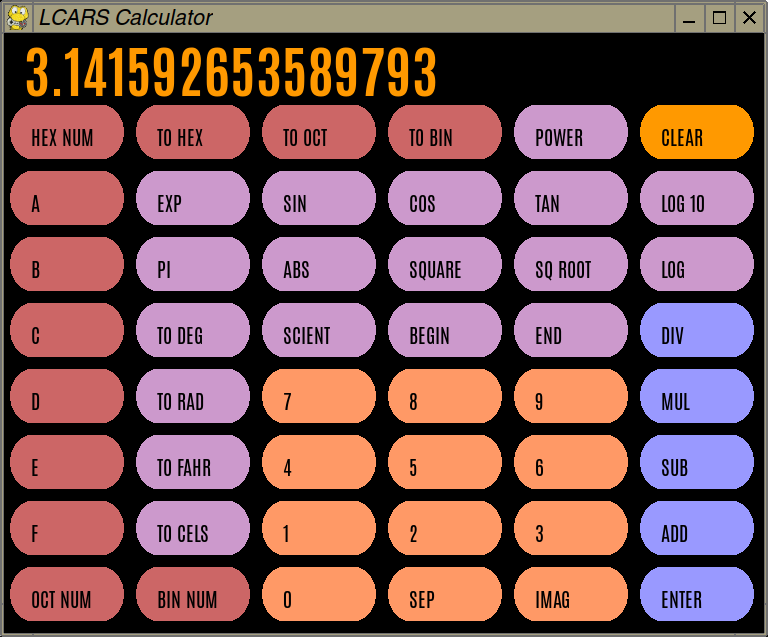 LCARS Calculator
3.141592653589793
HEX NUM TO HEX TO OCT TO BIN POWER CLEAR
A EXP SIN COS TAN LOG 10
B PI ABS SQUARE SQ ROOT LOG
C TO DEG SCIENT BEGIN END DIV
D TO RAD 7 8 9 MUL
E TO FAHR 4 5 6 SUB
F TO CELS 1 2 3 ADD
OCT NUM BIN NUM 0 SEP IMAG ENTER